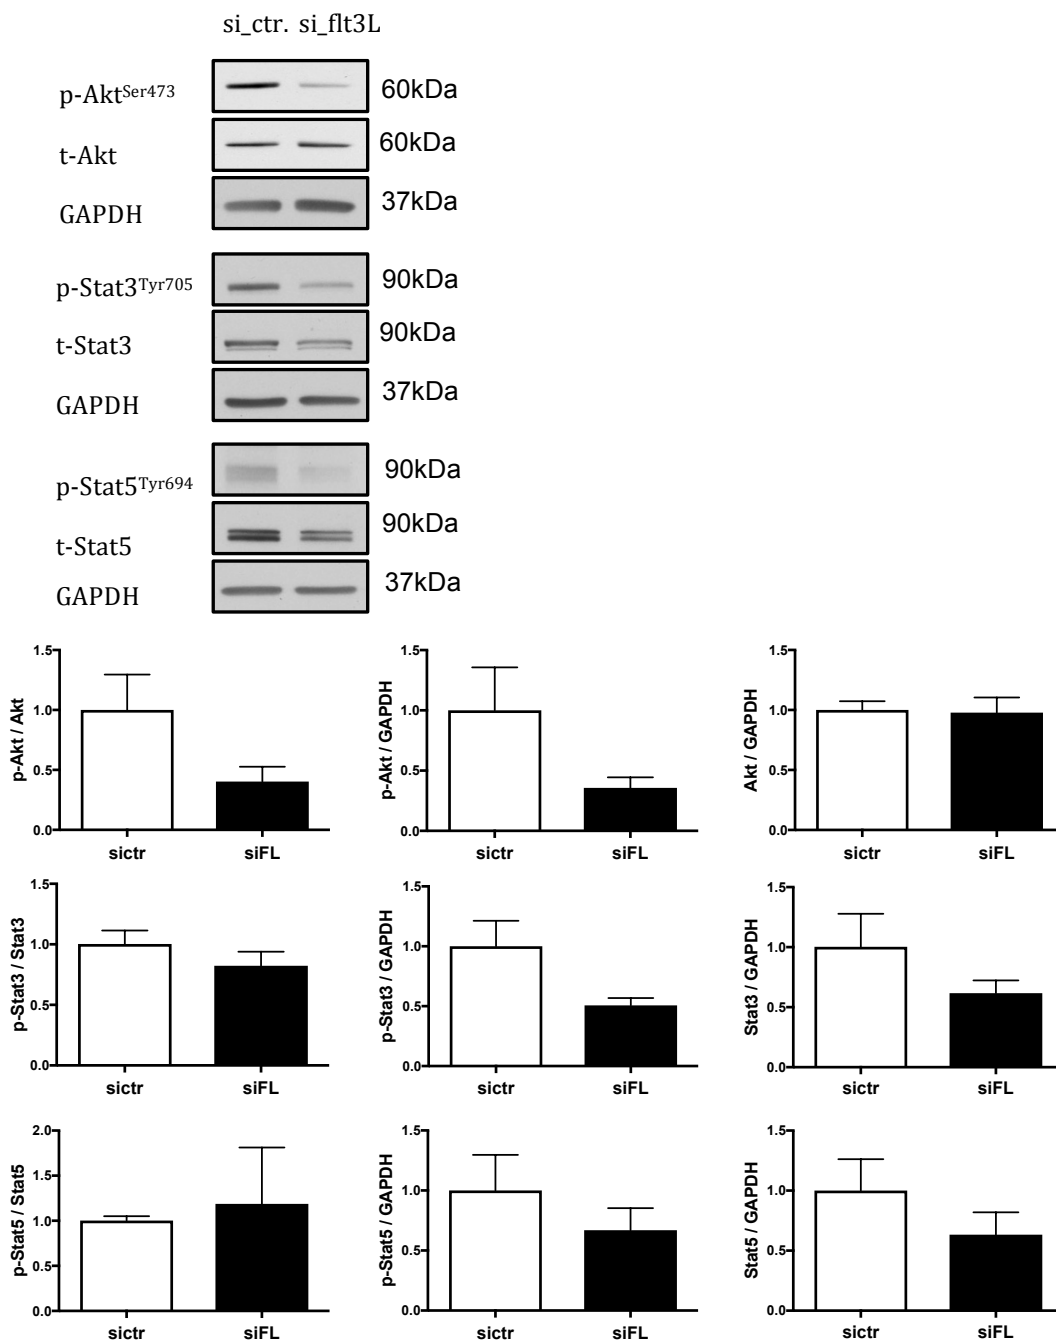 si_ctr. si_flt3L
p-AktSer473 60kDa
t-Akt 60kDa
GAPDH 37kDa
p-Stat3Tyr705 90kDa
t-Stat3 90kDa
GAPDH 37kDa
p-Stat5Tyr694 90kDa
t-Stat5 90kDa
GAPDH 37kDa
p-Akt / Akt
1.5
1.0
0.5
0.0
sictr siFL
p-Akt / GAPDH
1.5
1.0
0.5
0.0
sictr siFL
Akt / GAPDH
1.5
1.0
0.5
0.0
sictr siFL
p-Stat3 / Stat3
1.5
1.0
0.5
0.0
sictr siFL
p-Stat3 / GAPDH
1.5
1.0
0.5
0.0
sictr siFL
Stat3 / GAPDH
1.5
1.0
0.5
0.0
sictr siFL
p-Stat5 / Stat5
2.0
1.5
1.0
0.5
0.0
sictr siFL
p-Stat5 / GAPDH
1.5
1.0
0.5
0.0
sictr siFL
Stat5 / GAPDH
1.5
1.0
0.5
0.0
sictr siFL